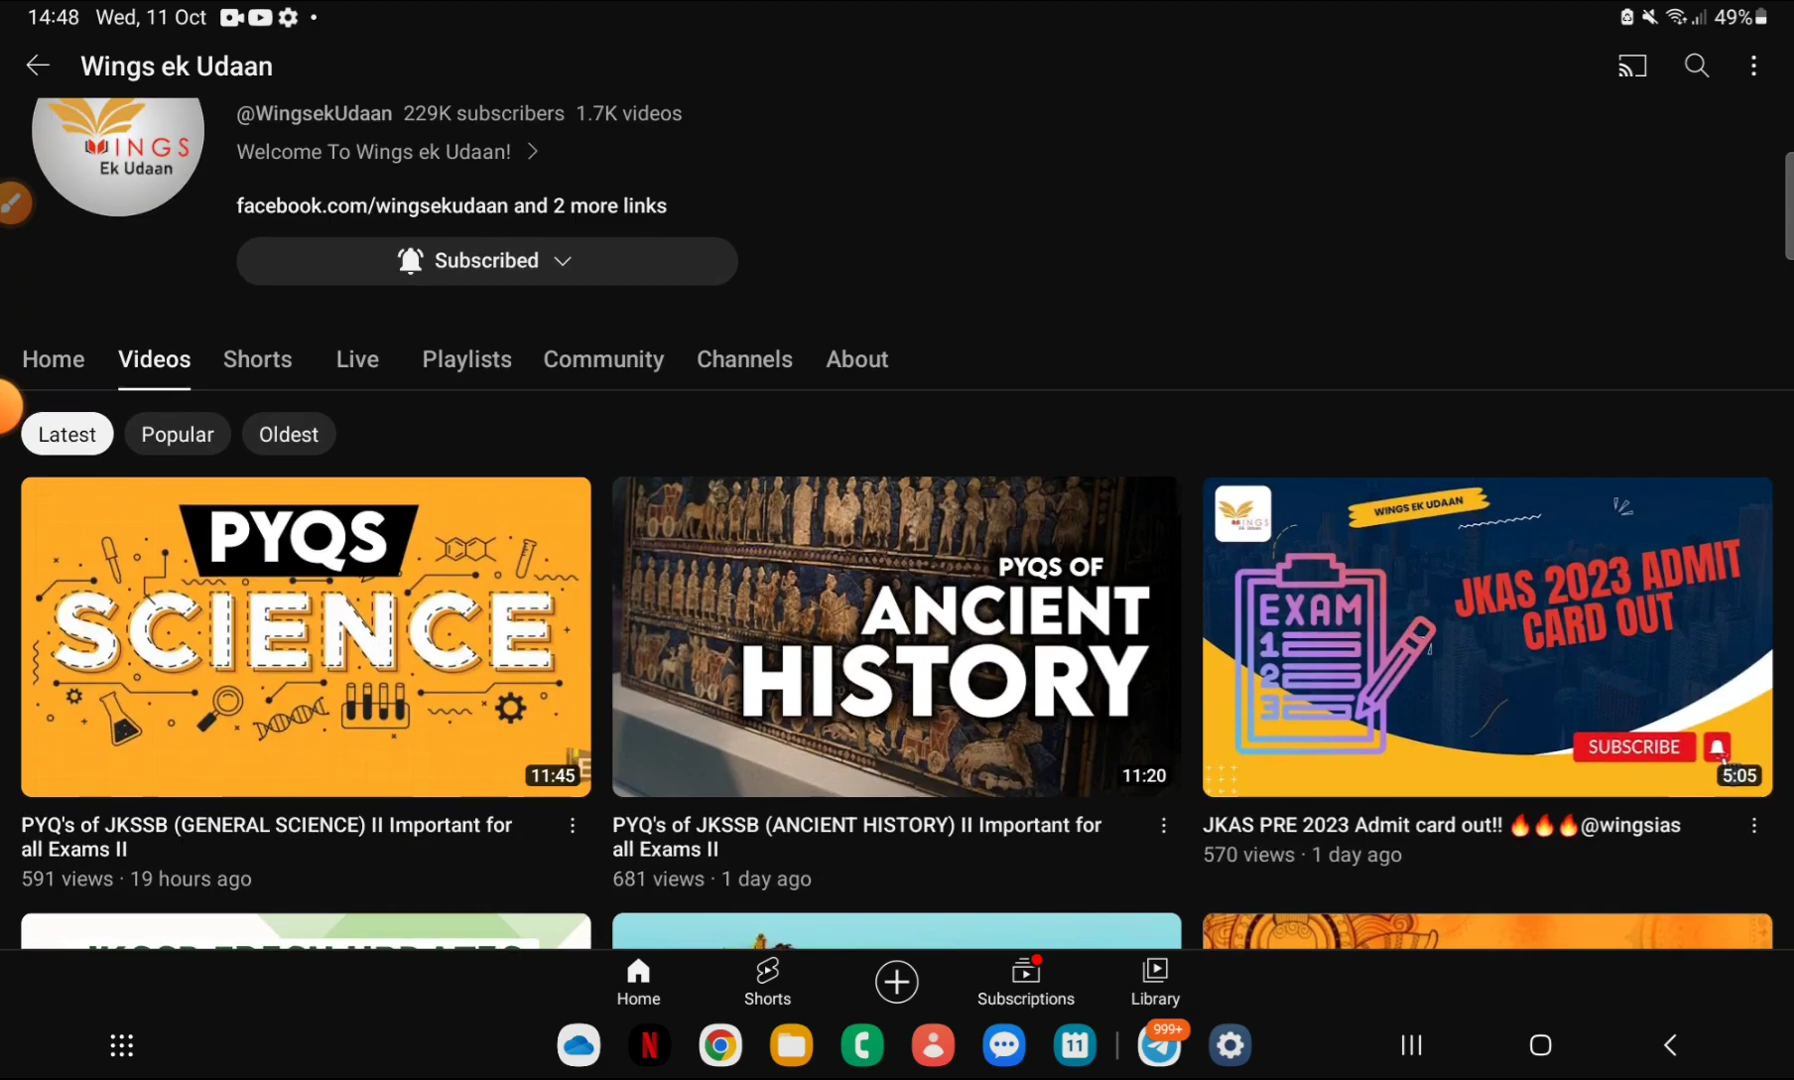 14:48 Wed, 11 Oct
49%
Wings ek Udaan
WINGS
Ek Udaan
@WingsekUdaan 229K subscribers 1.7K videos
Welcome To Wings ek Udaan!
facebook.com/wingsekudaan and 2 more links
Subscribed
Home Videos Shorts Live Playlists Community Channels About
Latest Popular Oldest
PYQS
SCIENCE
11:45
PYQS OF
ANCIENT
HISTORY
11:20
WINGS EK UDAAN
JKAS 2023 ADMIT
CARD OUT
EXAM
1
2
3
SUBSCRIBE
5:05
PYQ's of JKSSB (GENERAL SCIENCE) II Important for
all Exams II
591 views · 19 hours ago
PYQ's of JKSSB (ANCIENT HISTORY) II Important for
all Exams II
681 views · 1 day ago
JKAS PRE 2023 Admit card out!! 🔥🔥🔥@wingsias
570 views · 1 day ago
Home Shorts Subscriptions Library
N
11
999+